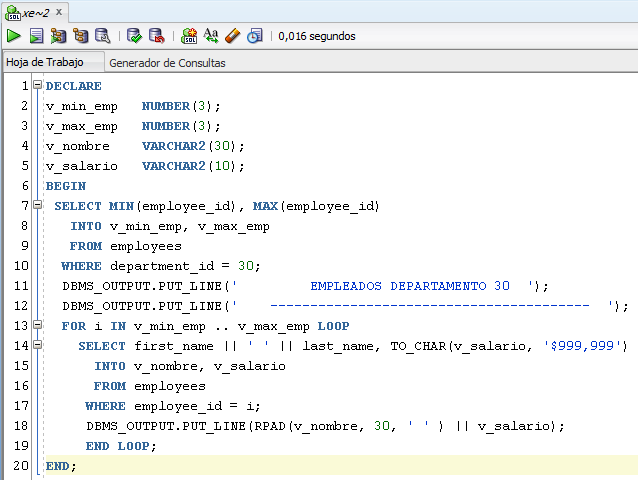 xe~2
SQL 0,016 segundos
Hoja de Trabajo Generador de Consultas
1 DECLARE
2 v_min_emp   NUMBER(3);
3 v_max_emp   NUMBER(3);
4 v_nombre    VARCHAR2(30);
5 v_salario   VARCHAR2(10);
6 BEGIN
7  SELECT MIN(employee_id), MAX(employee_id)
8    INTO v_min_emp, v_max_emp
9    FROM employees
10   WHERE department_id = 30;
11   DBMS_OUTPUT.PUT_LINE('         EMPLEADOS DEPARTAMENTO 30  ');
12   DBMS_OUTPUT.PUT_LINE('    ----------------------------------------  ');
13   FOR i IN v_min_emp .. v_max_emp LOOP
14     SELECT first_name || ' ' || last_name, TO_CHAR(v_salario, '$999,999')
15       INTO v_nombre, v_salario
16       FROM employees
17      WHERE employee_id = i;
18      DBMS_OUTPUT.PUT_LINE(RPAD(v_nombre, 30, ' ' ) || v_salario);
19      END LOOP;
20 END;